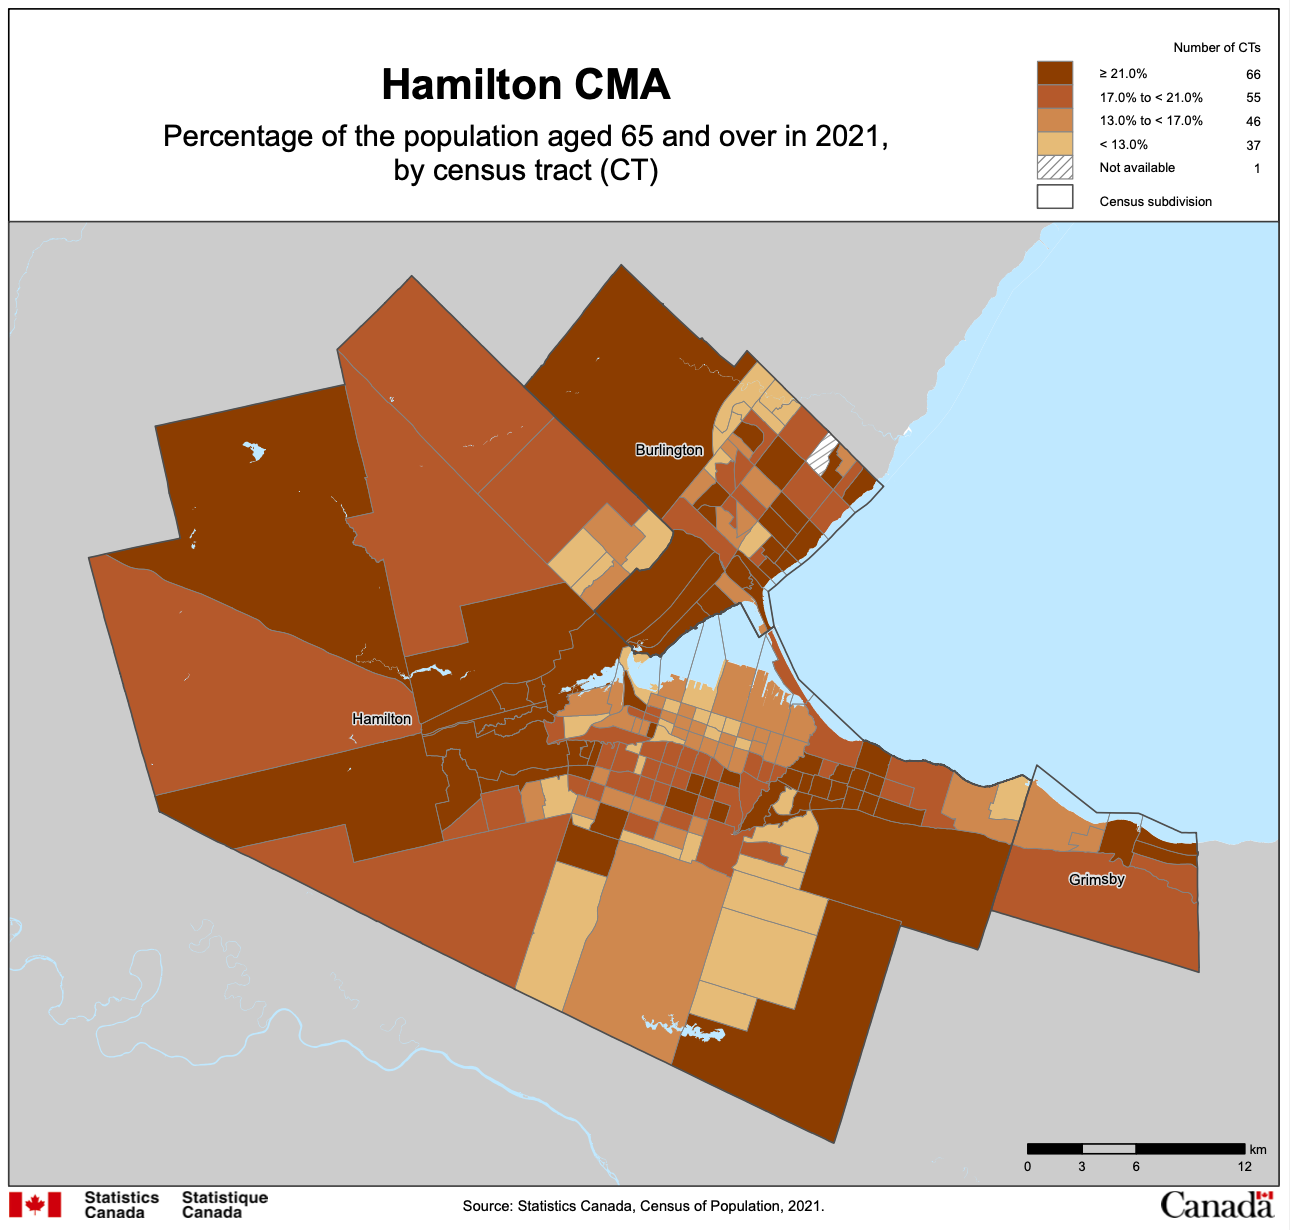 Hamilton CMA
Percentage of the population aged 65 and over in 2021,
by census tract (CT)
Number of CTs
≥ 21.0% 66
17.0% to < 21.0% 55
13.0% to < 17.0% 46
< 13.0% 37
Not available 1
Census subdivision
Burlington
Hamilton
Grimsby
km
0 3 6 12
Statistics Statistique
Canada Canada
Source: Statistics Canada, Census of Population, 2021.
Canada